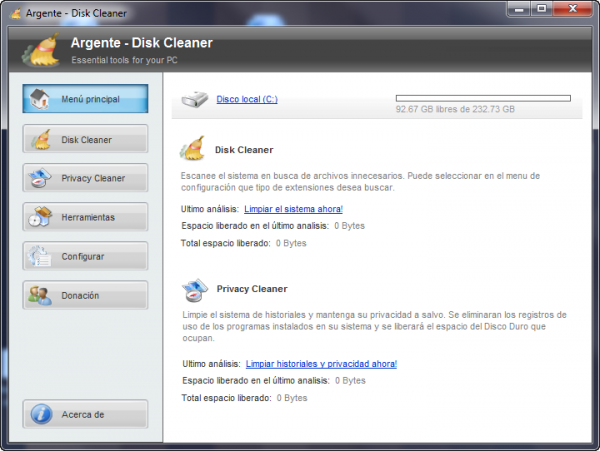 Argente - Disk Cleaner
Argente - Disk Cleaner
Essential tools for your PC
Menú principal
Disk Cleaner
Privacy Cleaner
Herramientas
Configurar
Donación
Acerca de
Disco local (C:)
92.67 GB libres de 232.73 GB
Disk Cleaner
Escanee el sistema en busca de archivos innecesarios. Puede seleccionar en el menu de
configuración que tipo de extensiones desea buscar.
Ultimo análisis: Limpiar el sistema ahora!
Espacio liberado en el último analisis: 0 Bytes
Total espacio liberado: 0 Bytes
Privacy Cleaner
Limpie el sistema de historiales y mantenga su privacidad a salvo. Se eliminaran los registros de
uso de los programas instalados en su sistema y se liberará el espacio del Disco Duro que
ocupan.
Ultimo análisis: Limpiar historiales y privacidad ahora!
Espacio liberado en el último analisis: 0 Bytes
Total espacio liberado: 0 Bytes